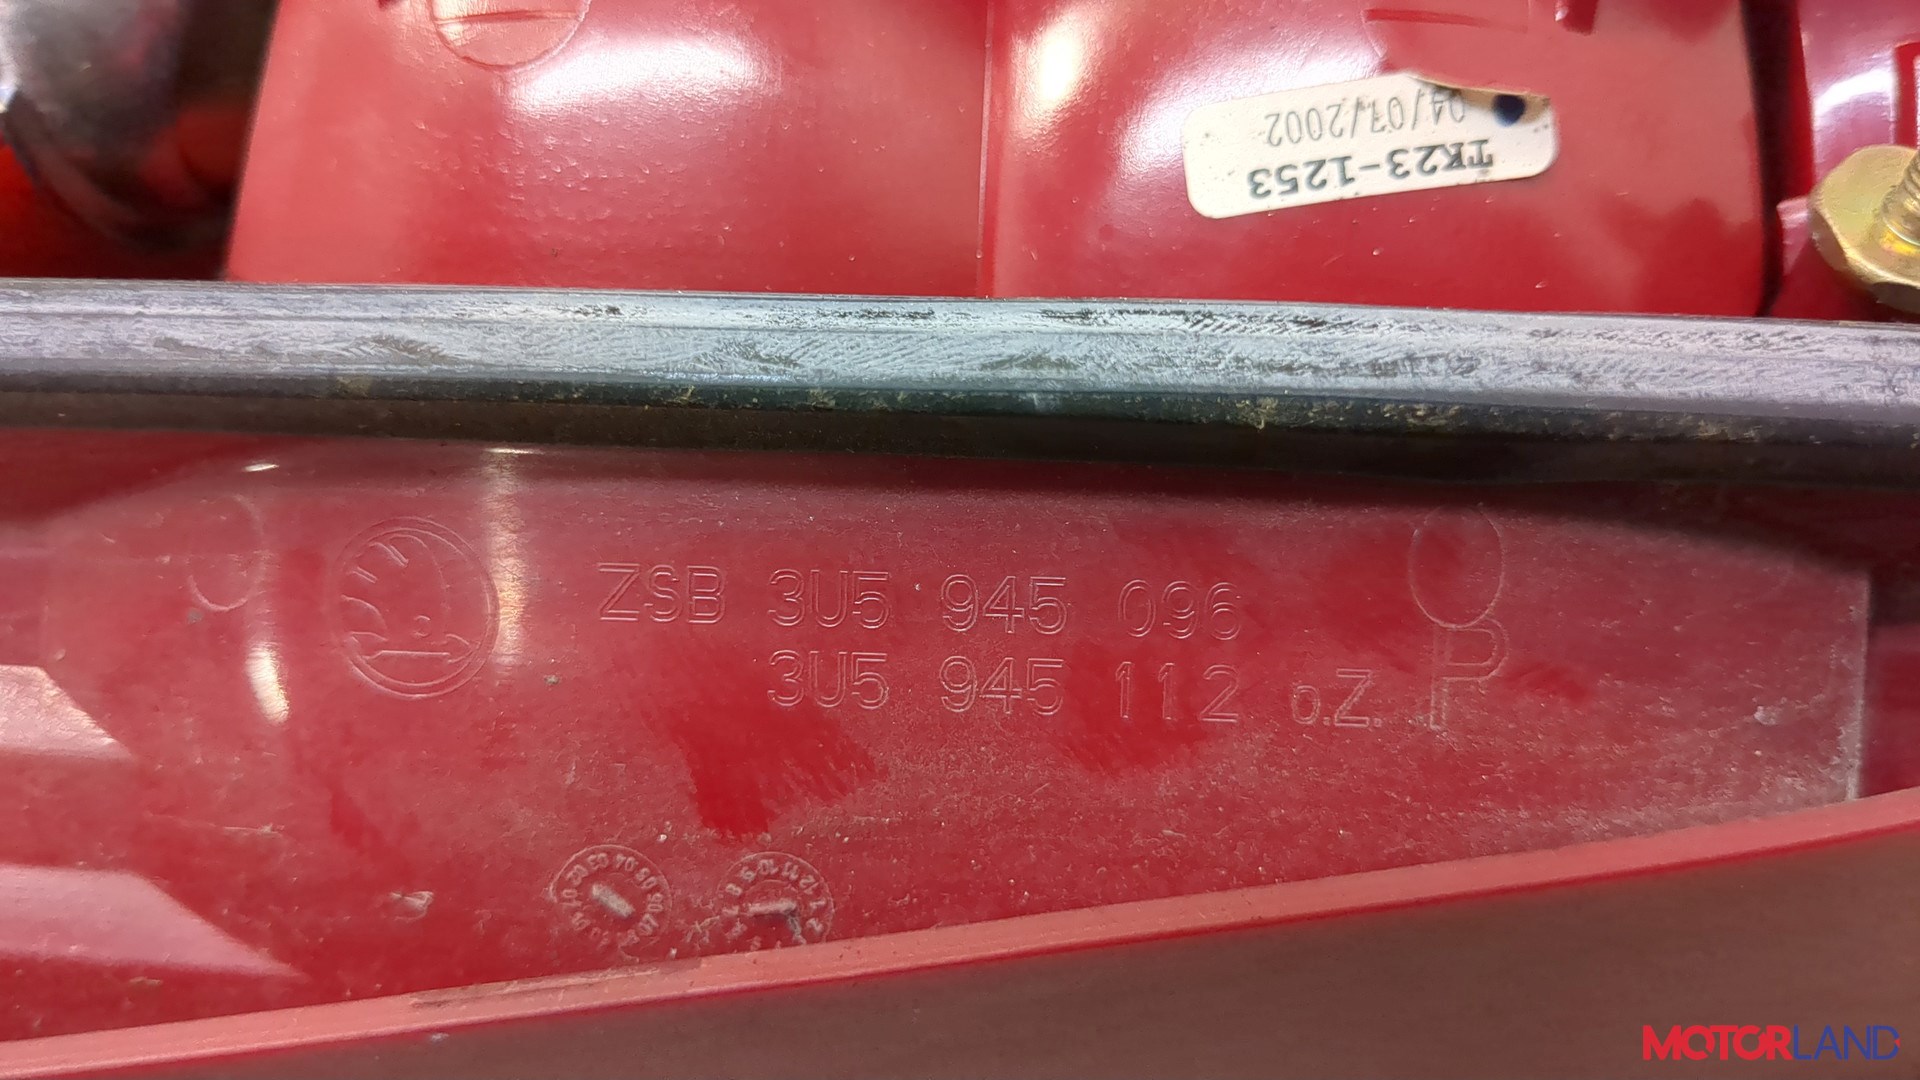 04/07/2002
TK23-1253
ZSB 3U5 945 096
3U5 945 112 o.Z. P
MOTORLAND